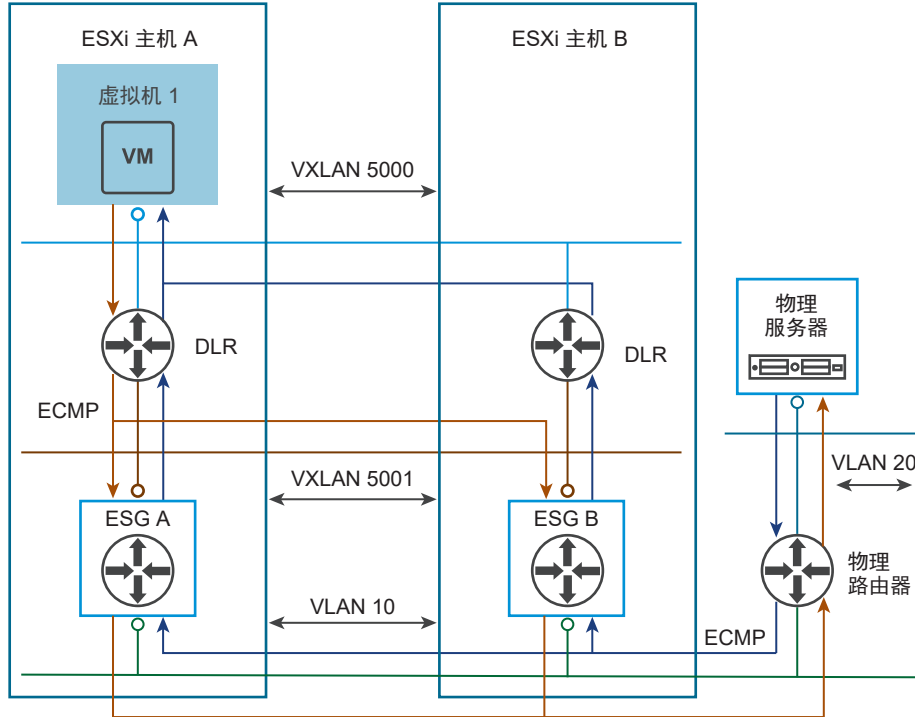 ESXi 主机 A
ESXi 主机 B
虚拟机 1
VM
VXLAN 5000
物理
服务器
DLR
DLR
ECMP
VXLAN 5001
VLAN 20
ESG A
ESG B
物理
路由器
VLAN 10
ECMP